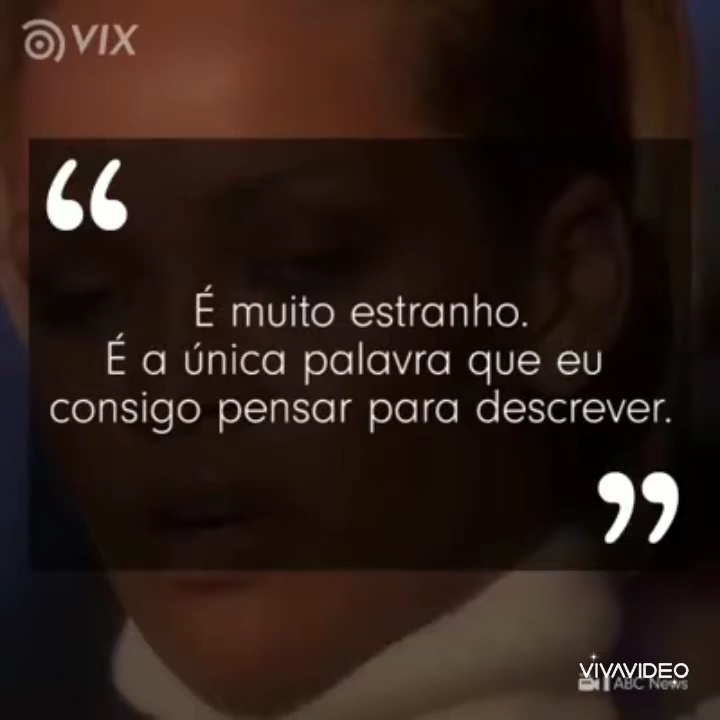 VIX
“
É muito estranho.
É a única palavra que eu
consigo pensar para descrever.
”
VIVAVIDEO
ABC News